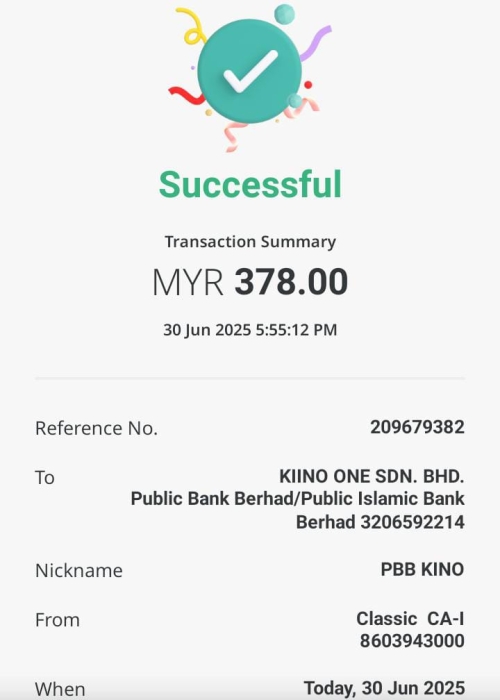 Successful
Transaction Summary
MYR 378.00
30 Jun 2025 5:55:12 PM
Reference No. 209679382
To KIINO ONE SDN. BHD.
Public Bank Berhad/Public Islamic Bank
Berhad 3206592214
Nickname PBB KINO
From Classic CA-I
8603943000
When Today, 30 Jun 2025